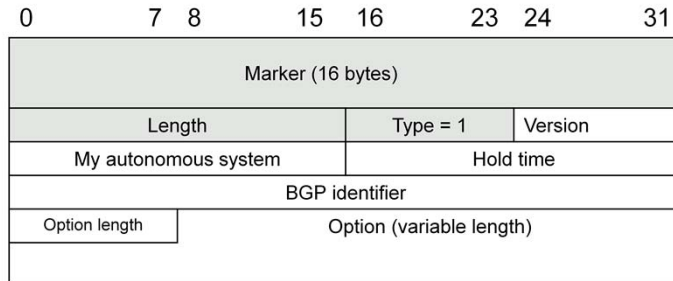 0 7 8 15 16 23 24 31
Marker (16 bytes)
Length Type = 1 Version
My autonomous system Hold time
BGP identifier
Option length Option (variable length)